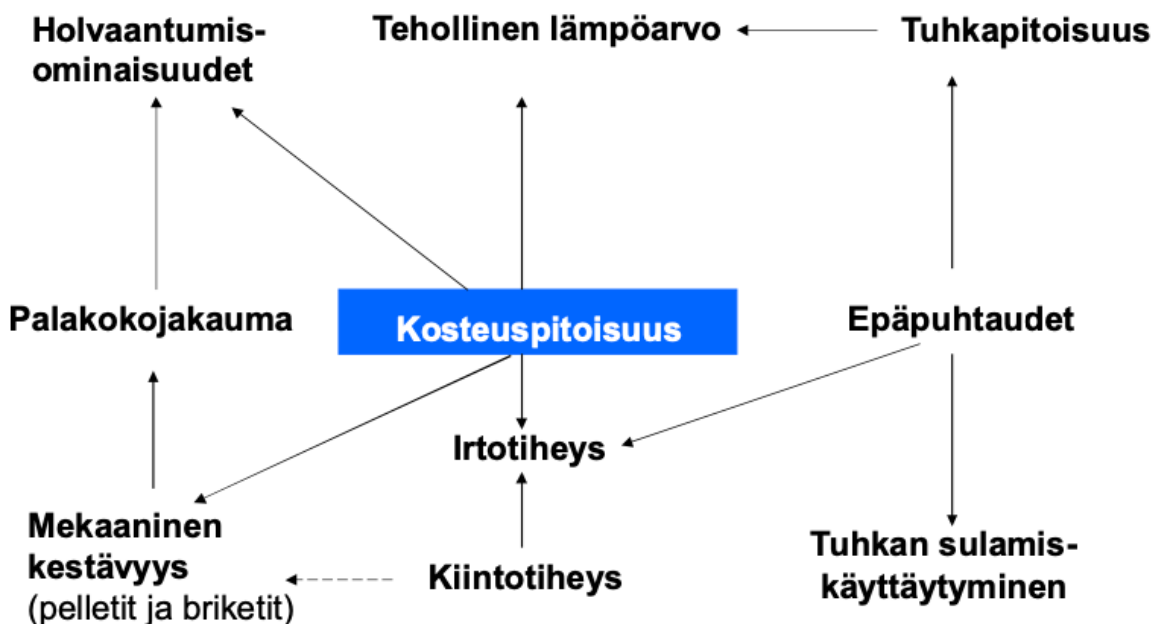 Holvaantumis-
ominaisuudet
Tehollinen lämpöarvo
Tuhkapitoisuus
Palakokojakauma
Kosteuspitoisuus
Epäpuhtaudet
Irtotiheys
Mekaaninen
kestävyys
(pelletit ja briketit)
Kiintotiheys
Tuhkan sulamis-
käyttäytyminen